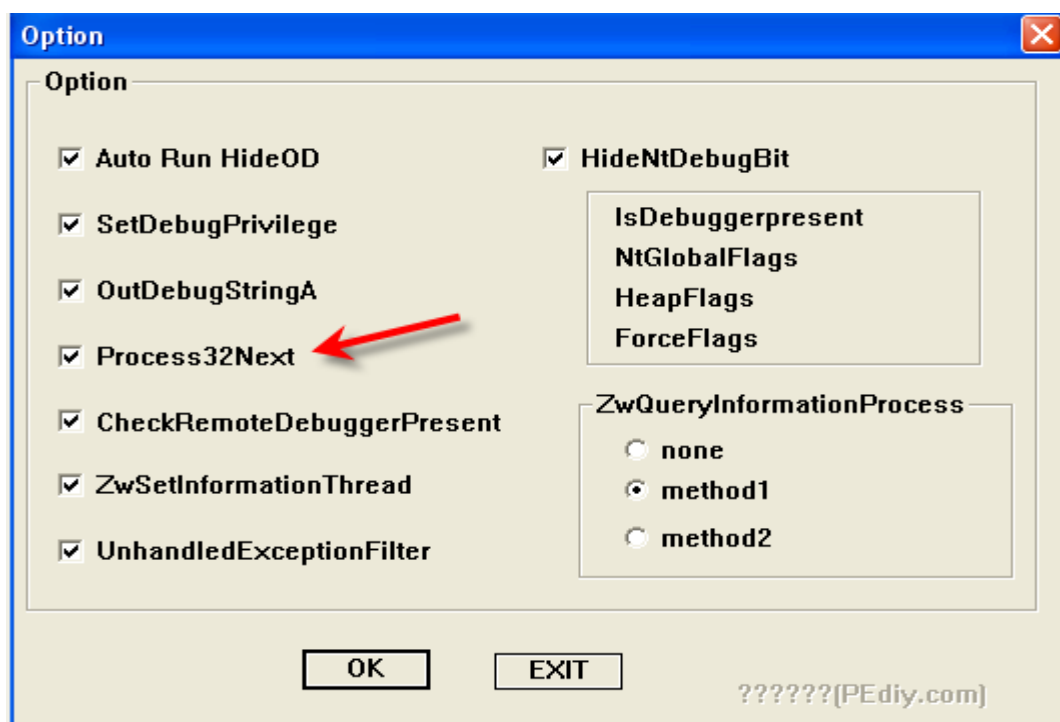 Option
Option
Auto Run HideOD
SetDebugPrivilege
OutDebugStringA
Process32Next
CheckRemoteDebuggerPresent
ZwSetInformationThread
UnhandledExceptionFilter
HideNtDebugBit
IsDebuggerpresent
NtGlobalFlags
HeapFlags
ForceFlags
ZwQueryInformationProcess
none
method1
method2
OK
EXIT
??????(PEdiy.com)